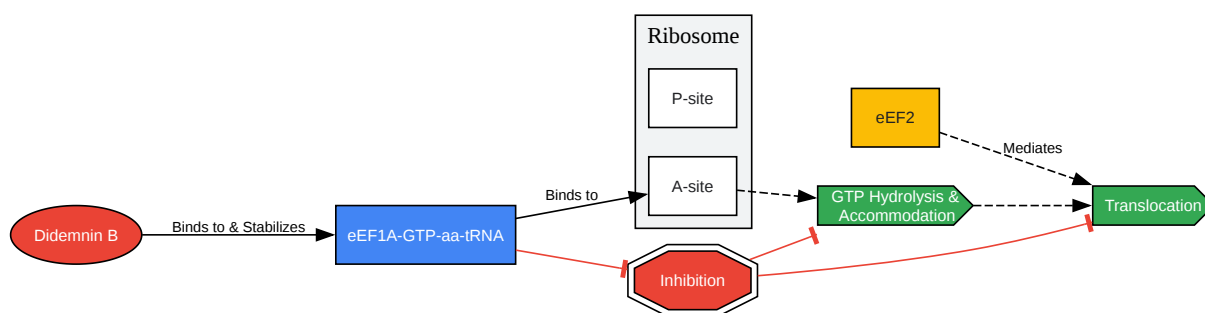 Ribosome
P-site
eEF2
Mediates
A-site
Binds to
GTP Hydrolysis &
Accommodation
Translocation
Didemnin B
Binds to & Stabilizes
eEF1A-GTP-aa-tRNA
Inhibition